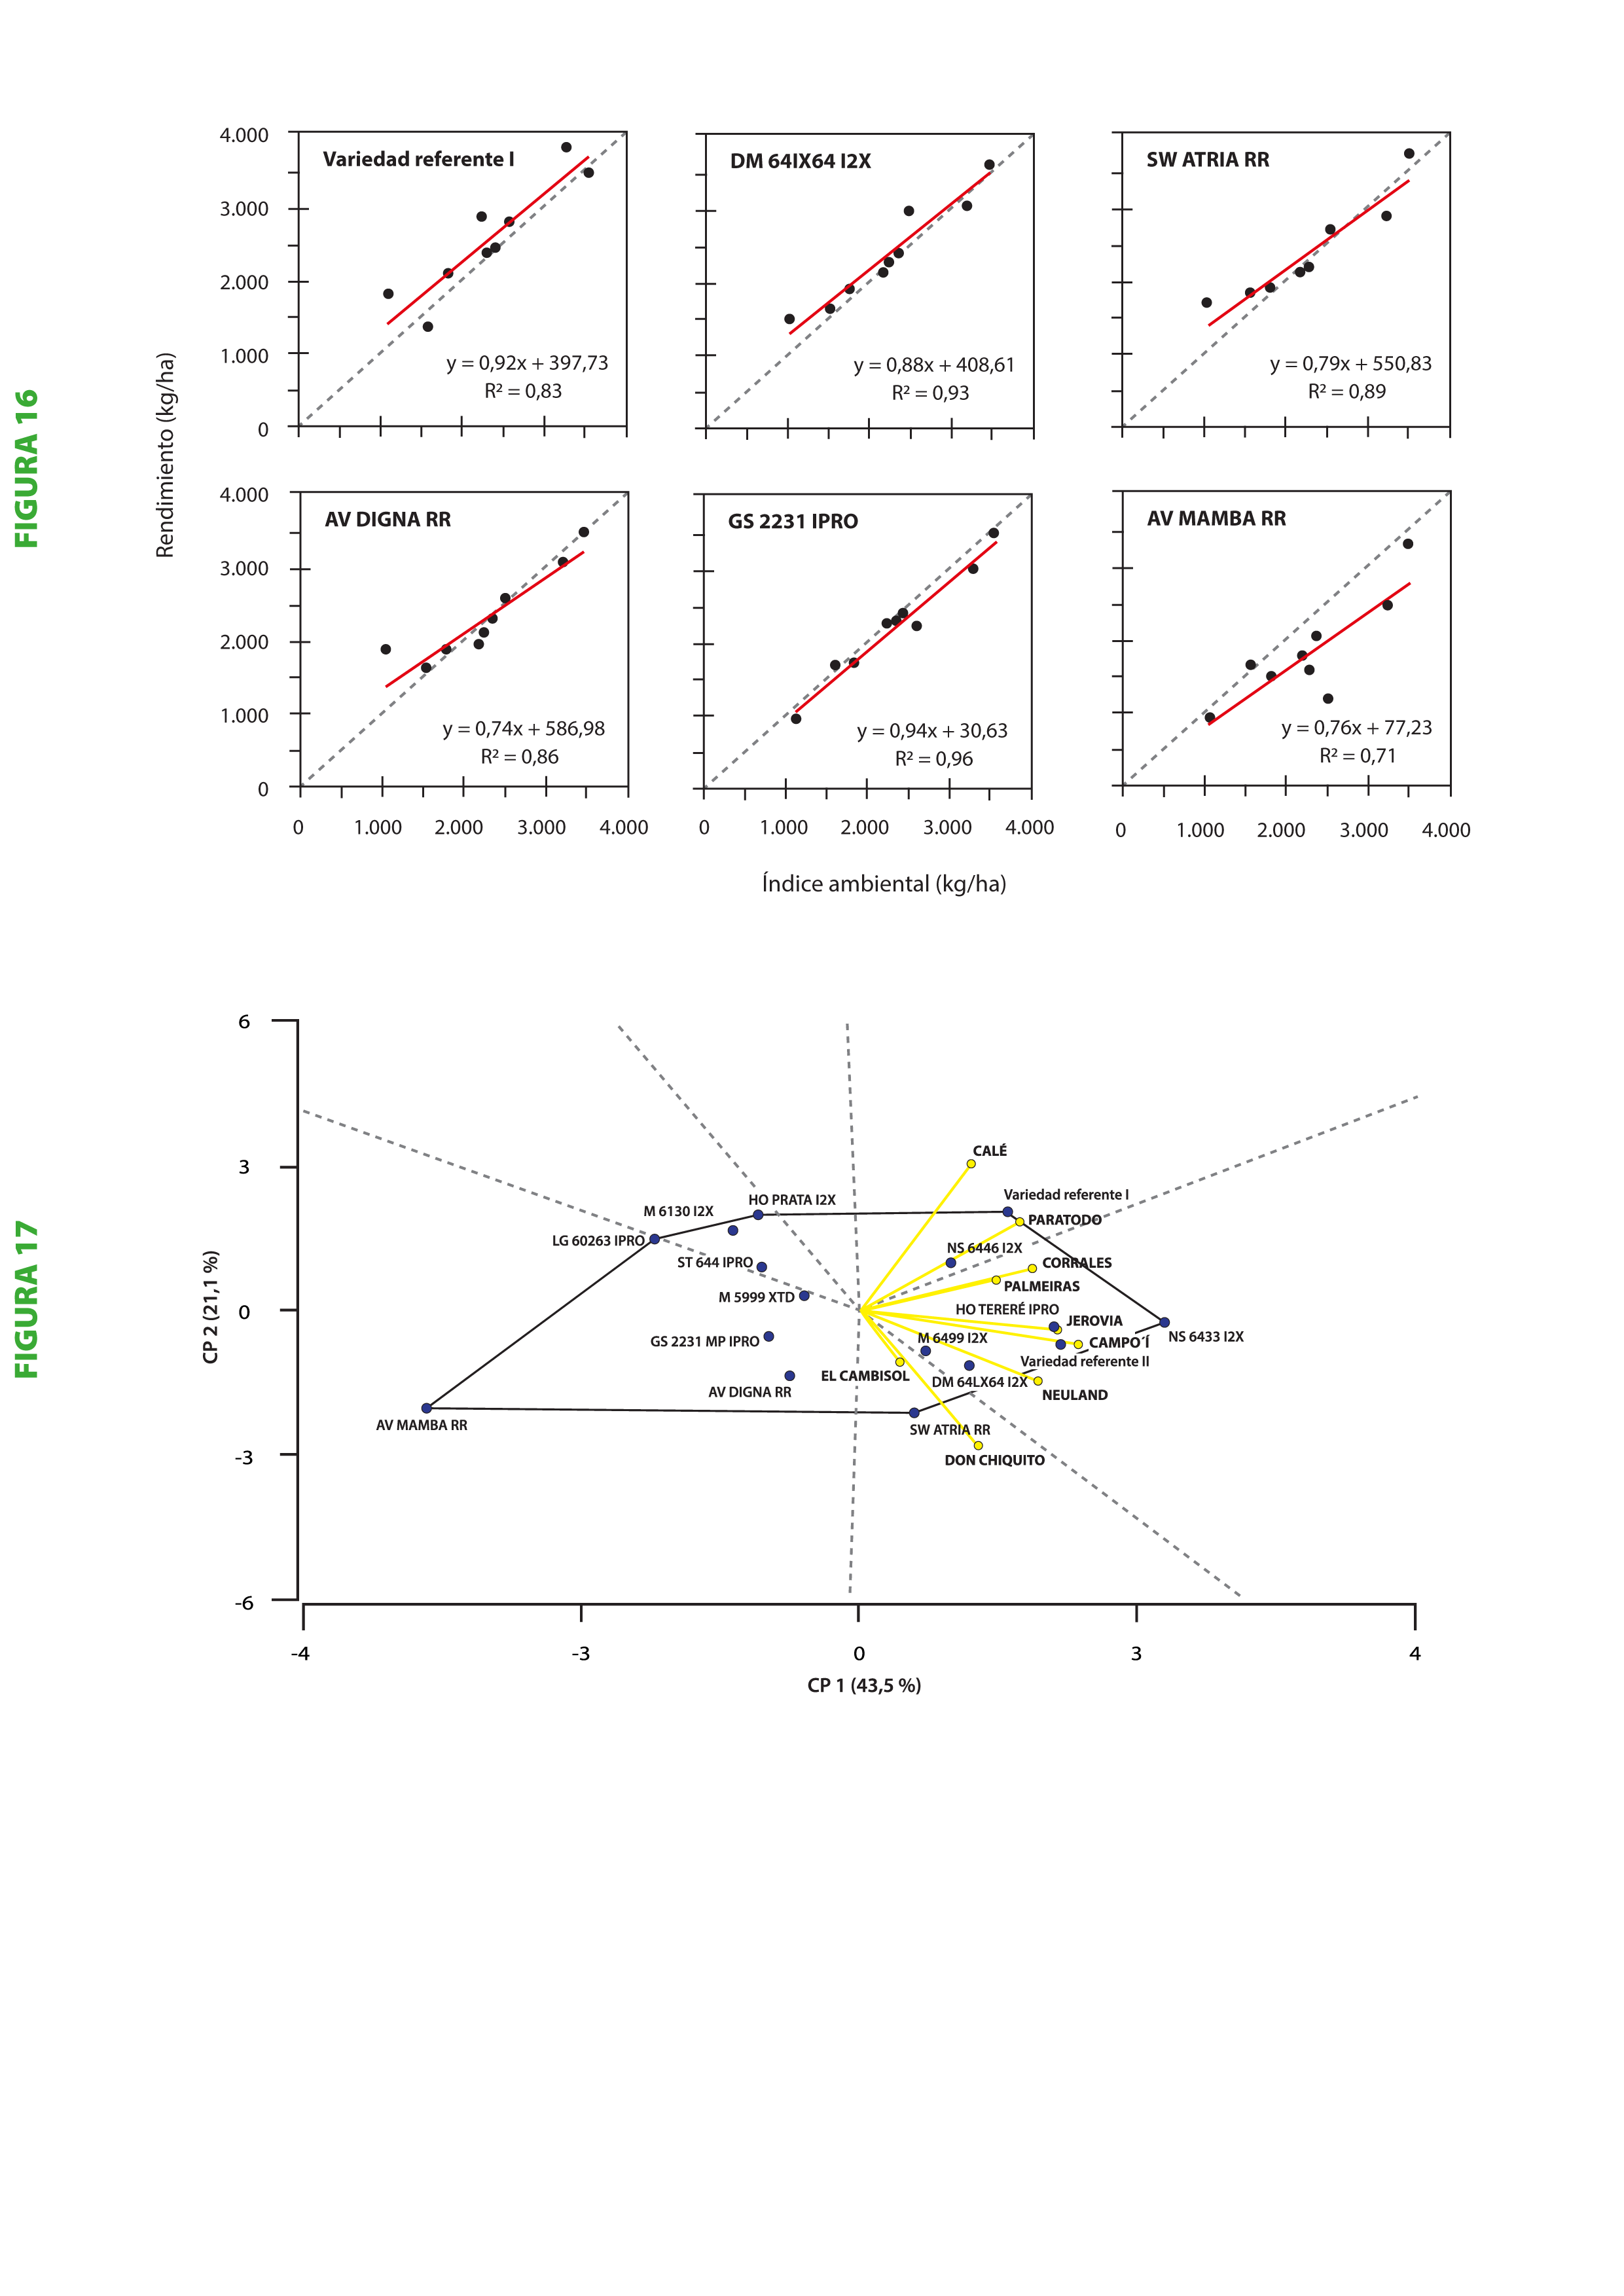 FIGURA 16
Rendimiento (kg/ha)
4.000
3.000
2.000
1.000
0
Variedad referente I
y = 0,92x + 397,73
R² = 0,83
DM 64IX64 I2X
y = 0,88x + 408,61
R² = 0,93
SW ATRIA RR
y = 0,79x + 550,83
R² = 0,89
4.000
3.000
2.000
1.000
0
AV DIGNA RR
y = 0,74x + 586,98
R² = 0,86
GS 2231 IPRO
y = 0,94x + 30,63
R² = 0,96
AV MAMBA RR
y = 0,76x + 77,23
R² = 0,71
0 1.000 2.000 3.000 4.000
0 1.000 2.000 3.000 4.000
0 1.000 2.000 3.000 4.000
Índice ambiental (kg/ha)
FIGURA 17
CP 2 (21,1 %)
6
3
0
-3
-6
CALÉ
Variedad referente I
HO PRATA I2X
M 6130 I2X
PARATODO
LG 60263 IPRO
NS 6446 I2X
ST 644 IPRO
CORRALES
PALMEIRAS
M 5999 XTD
HO TERERÉ IPRO
JEROVIA
NS 6433 I2X
M 6499 I2X
GS 2231 MP IPRO
CAMPO´Í
Variedad referente II
EL CAMBISOL
DM 64LX64 I2X
AV DIGNA RR
NEULAND
AV MAMBA RR
SW ATRIA RR
DON CHIQUITO
-4 -3 0 3 4
CP 1 (43,5 %)